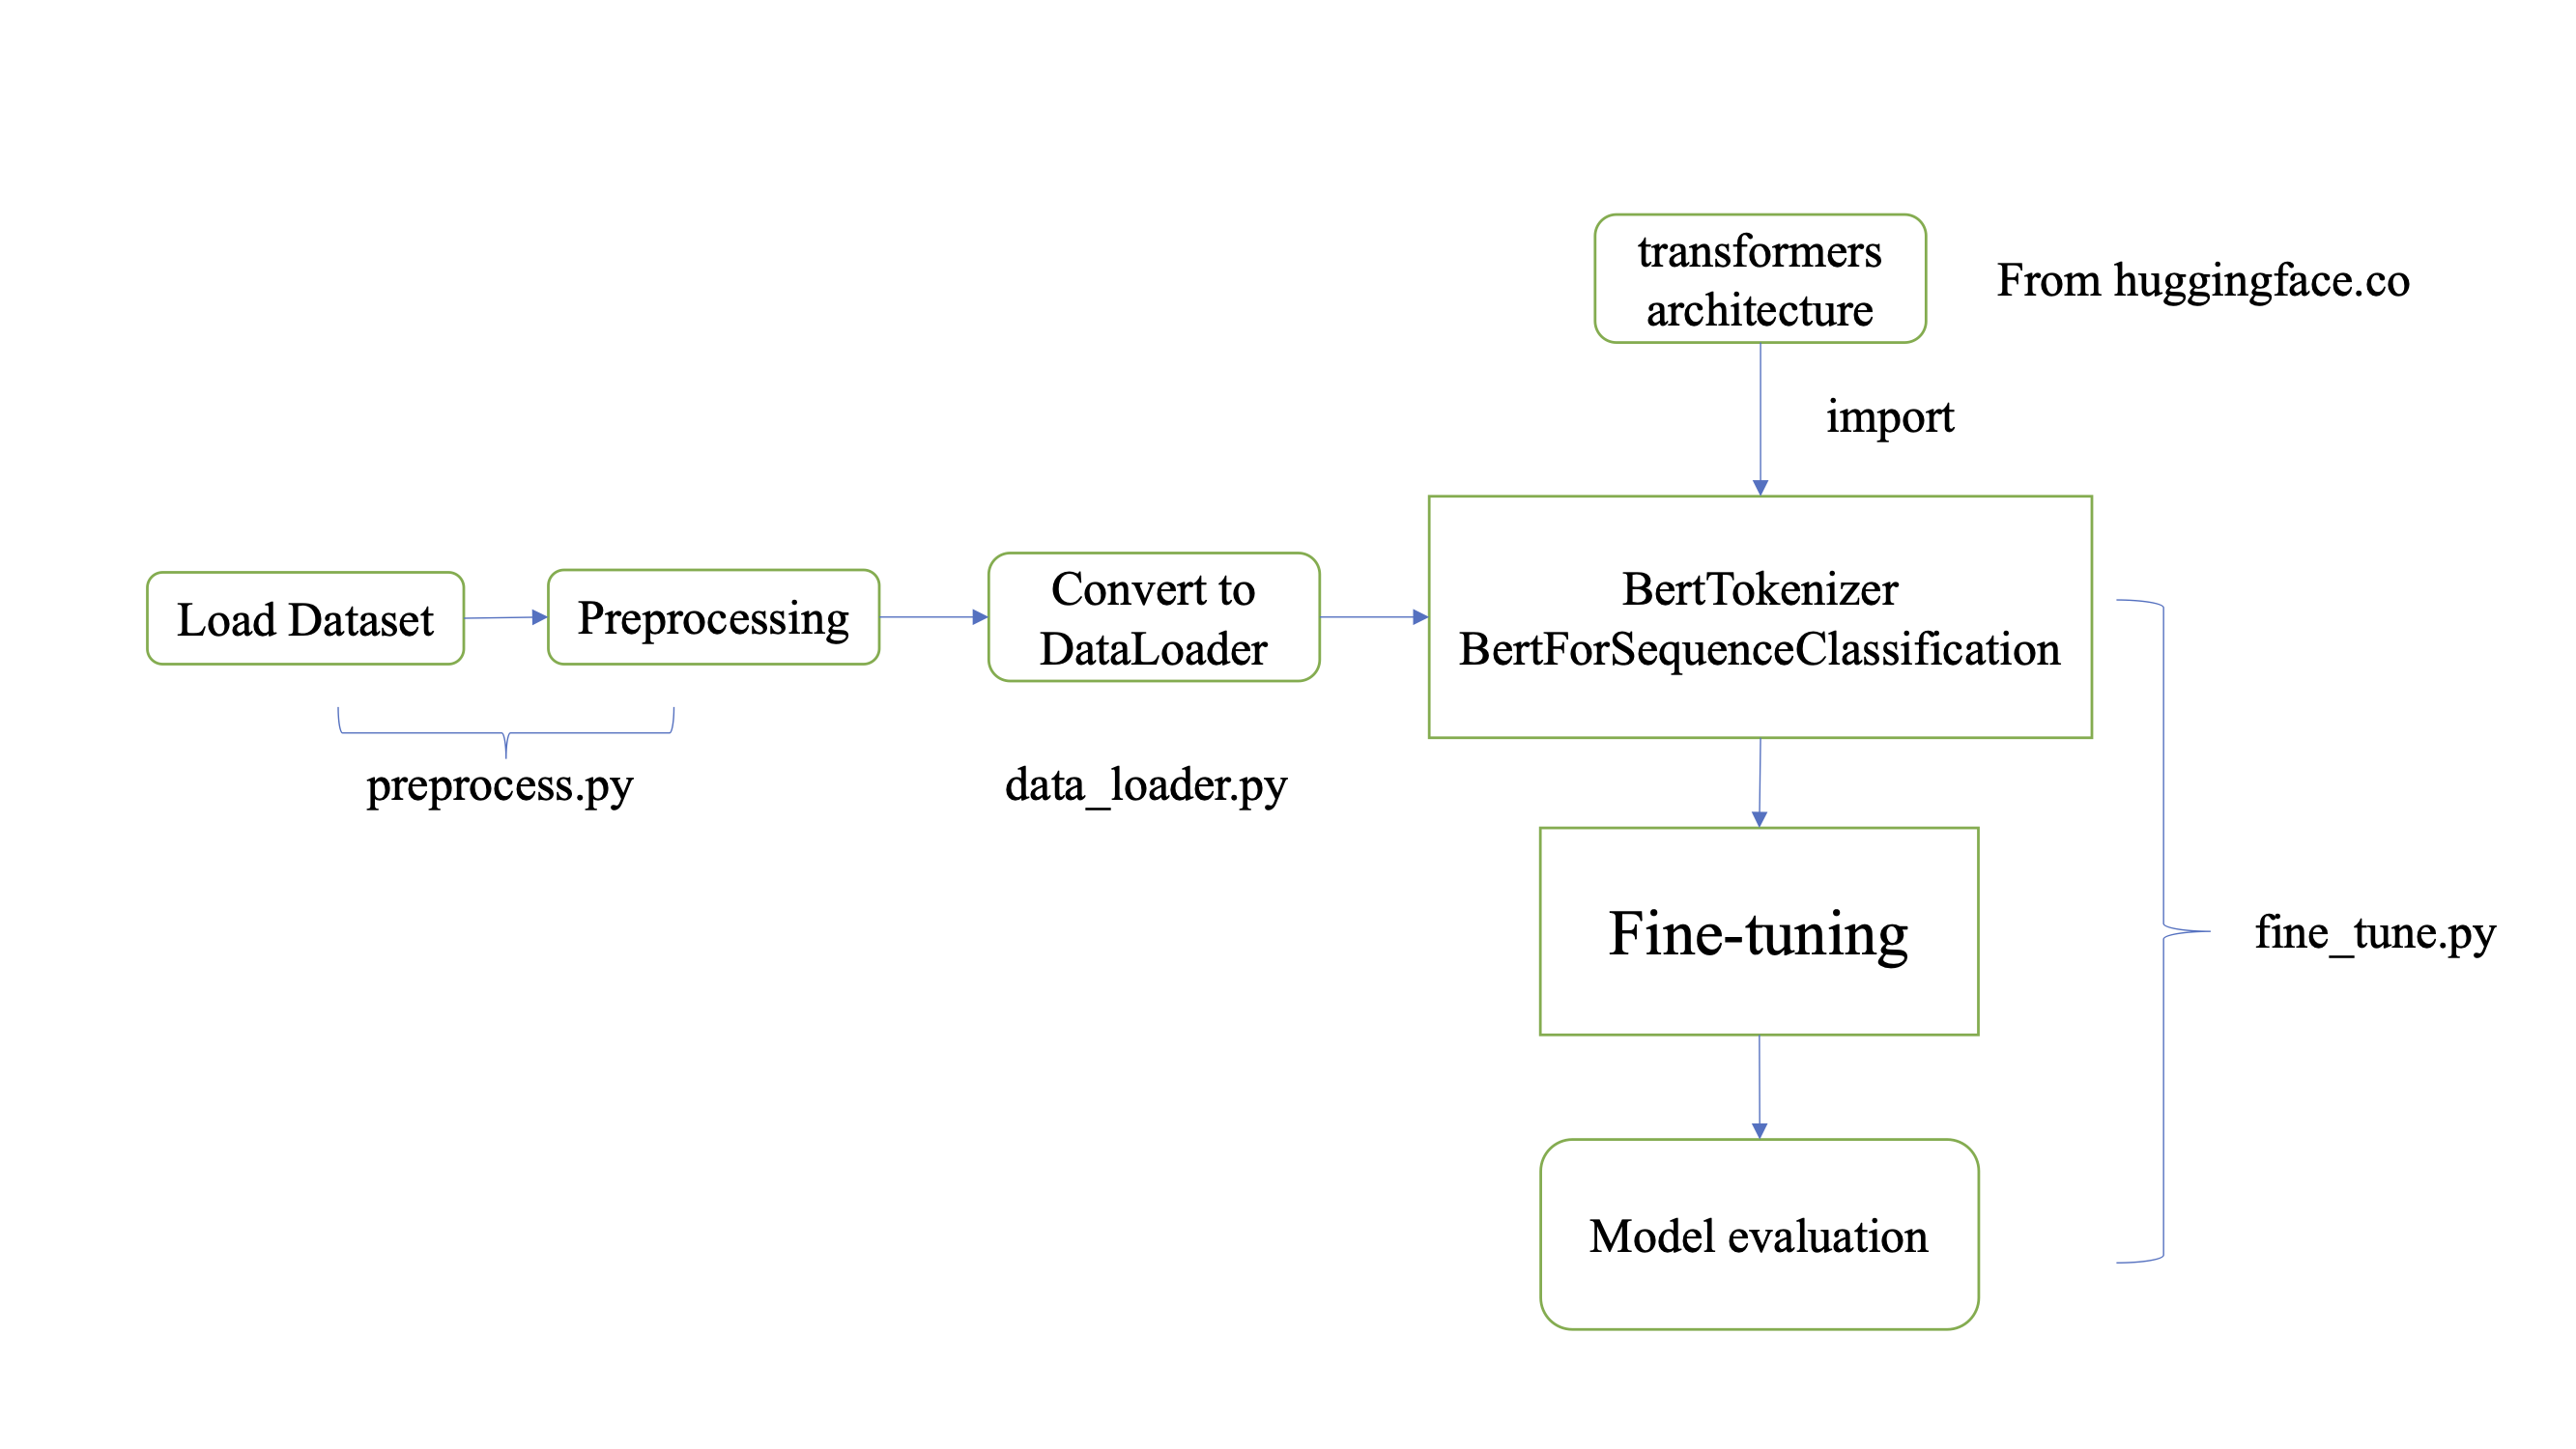 transformers
architecture
From huggingface.co
import
Load Dataset
Preprocessing
Convert to
DataLoader
BertTokenizer
BertForSequenceClassification
preprocess.py
data_loader.py
Fine-tuning
fine_tune.py
Model evaluation